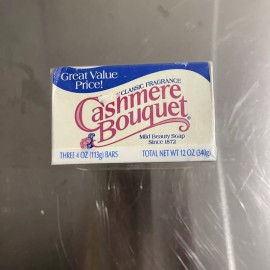 Great Value
Price!
CLASSIC FRAGRANCE
Cashmere
Bouquet®
Mild Beauty Soap
Since 1872
THREE 4 OZ (113g) BARS
TOTAL NET WT 12 OZ (340g)